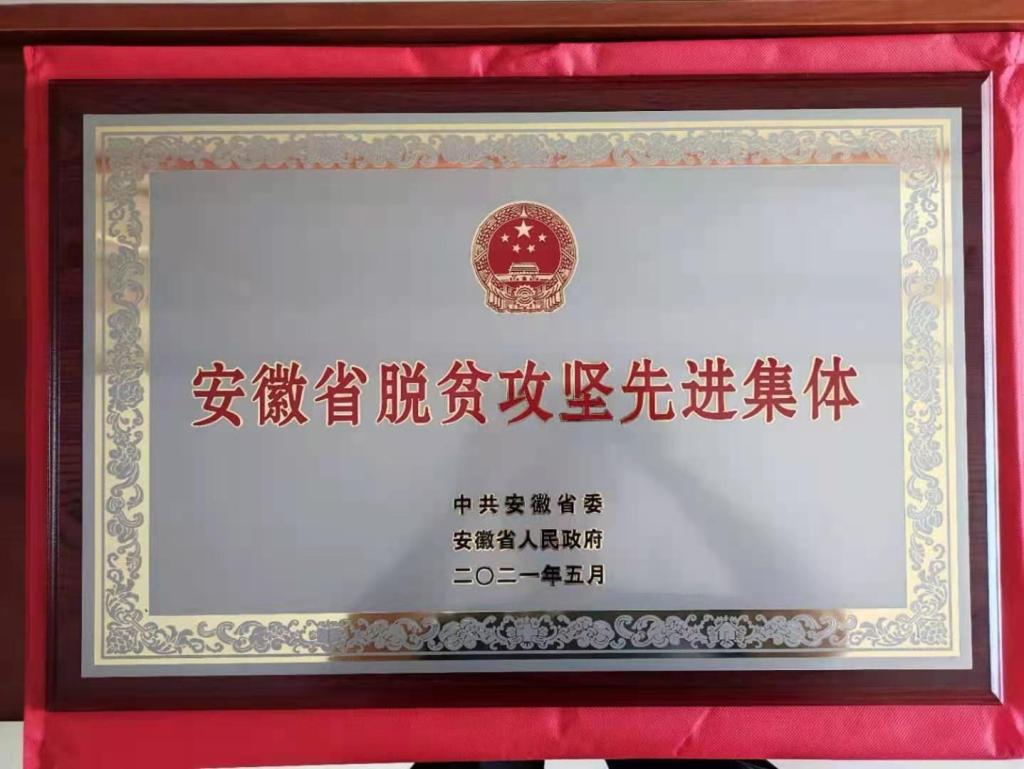 安徽省脱贫攻坚先进集体
中共安徽省委
安徽省人民政府
二〇二一年五月